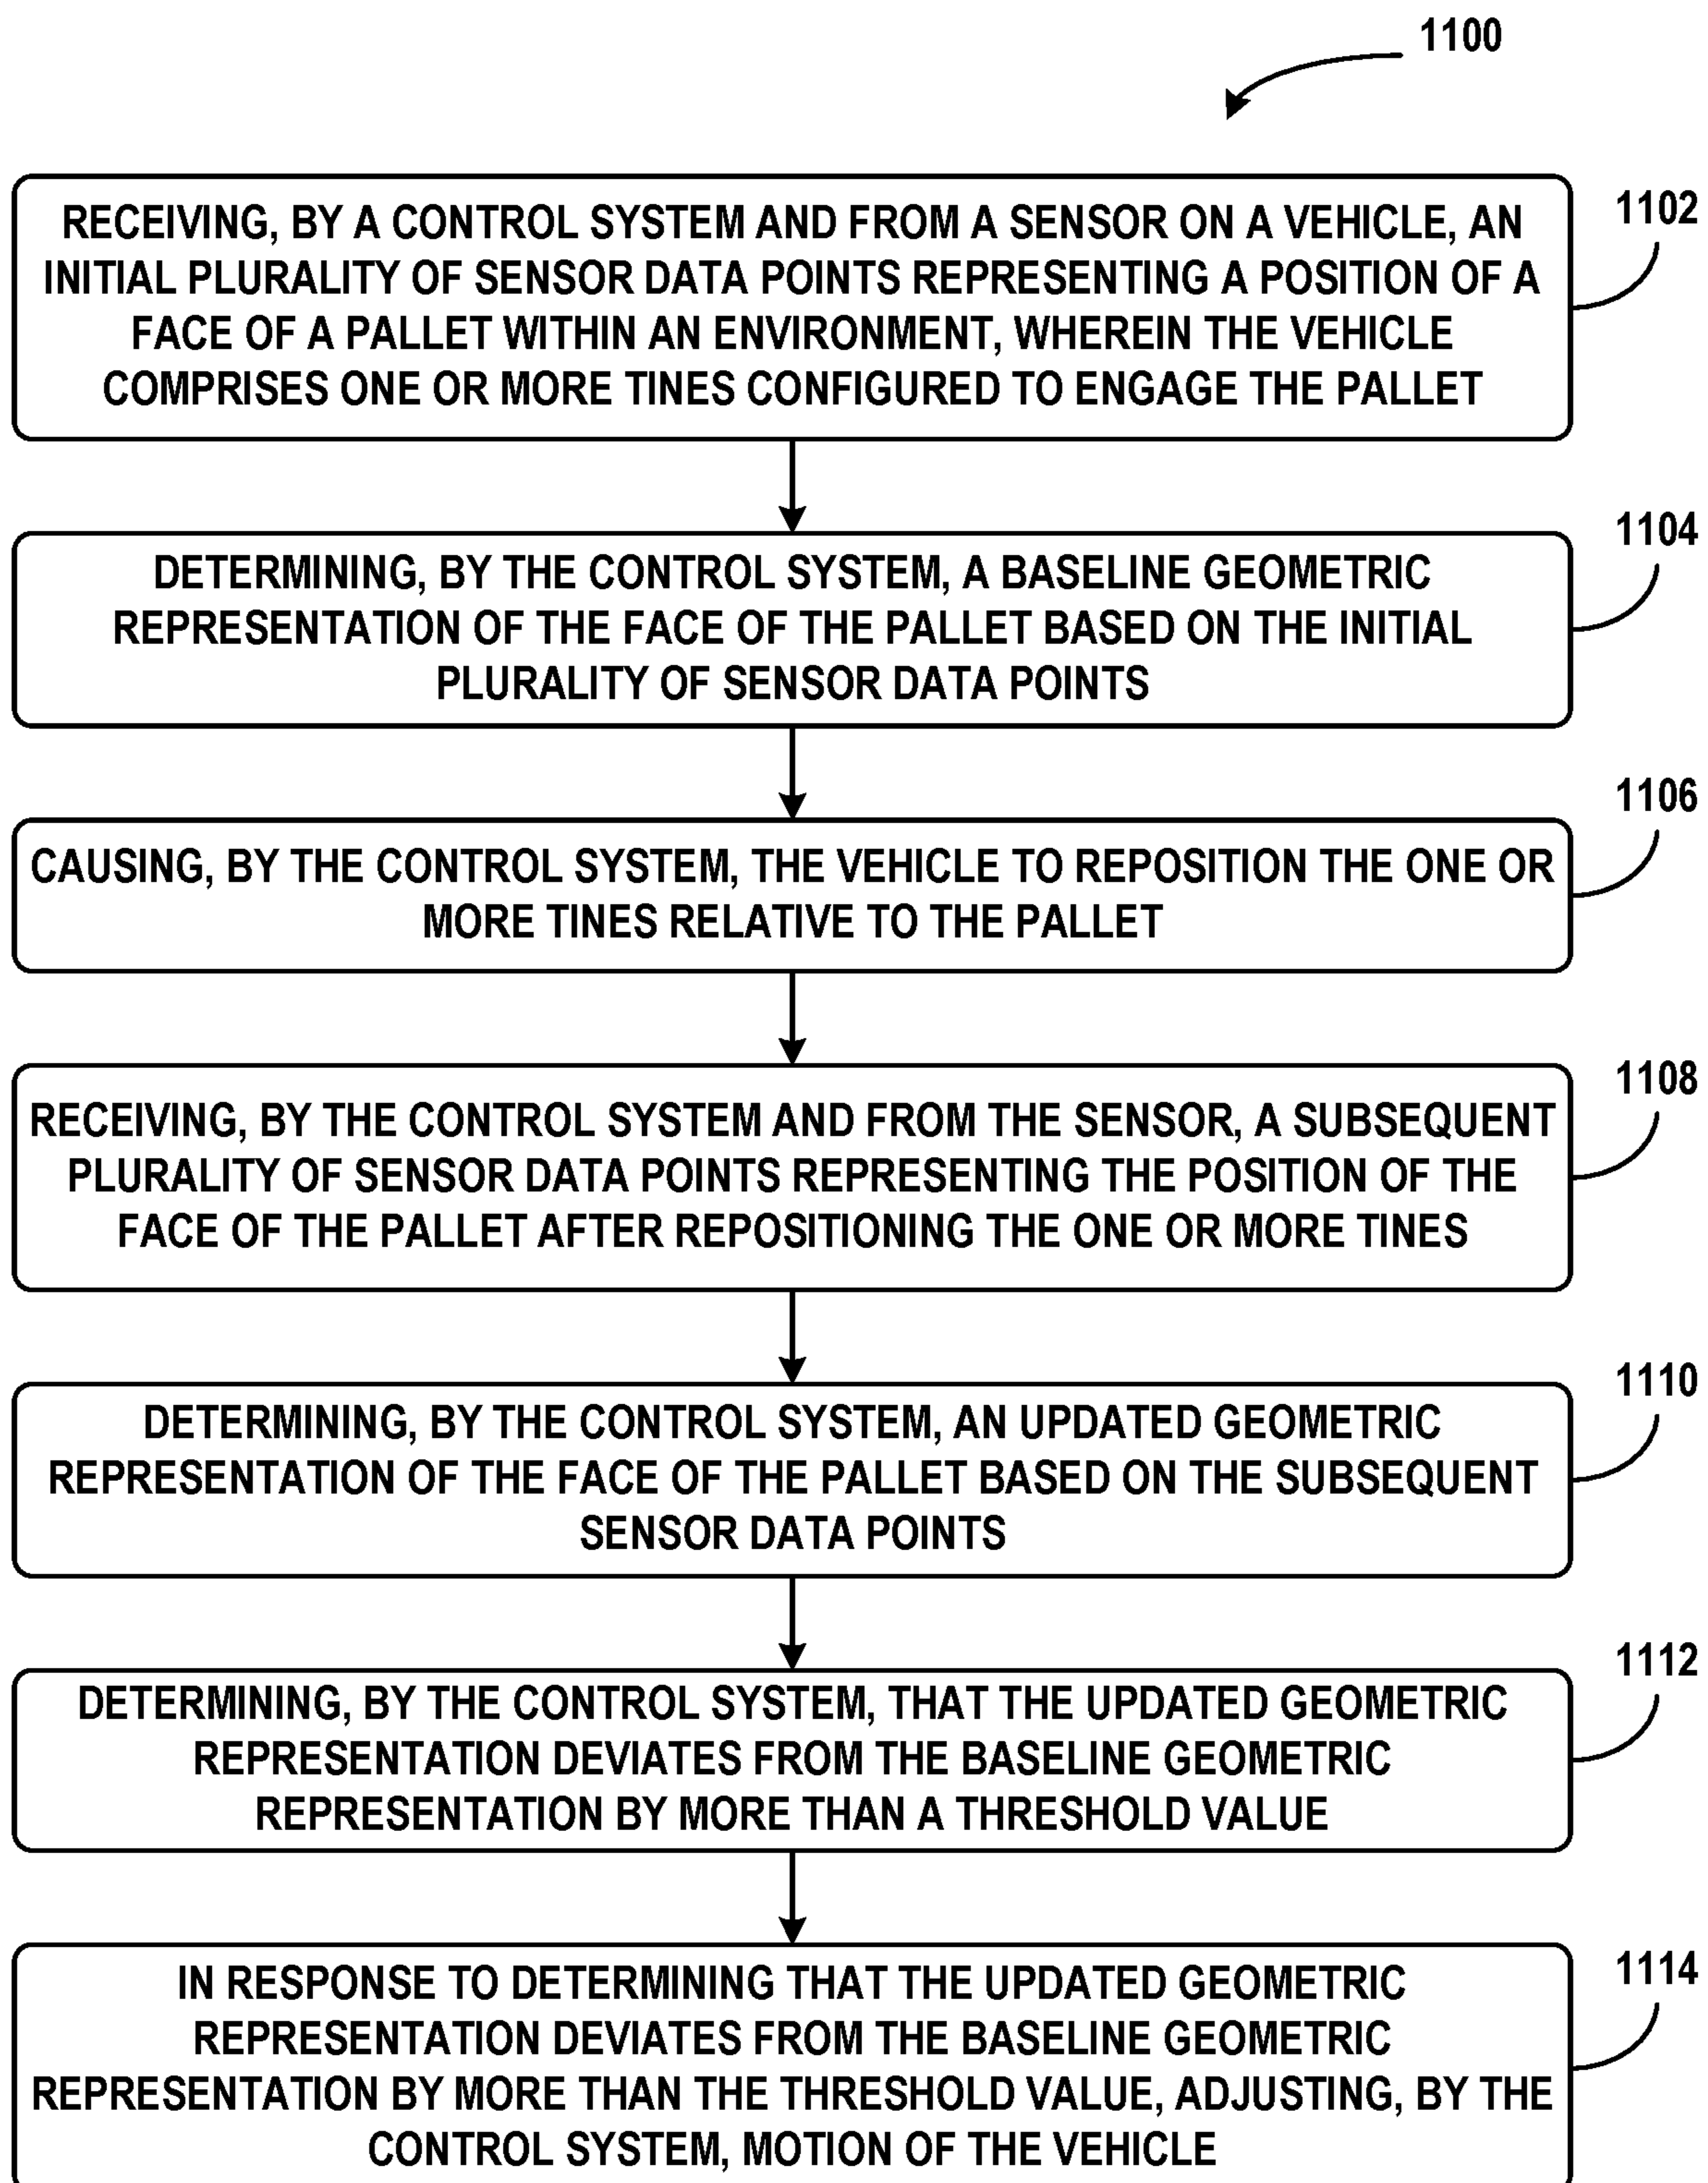 1100
RECEIVING, BY A CONTROL SYSTEM AND FROM A SENSOR ON A VEHICLE, AN
INITIAL PLURALITY OF SENSOR DATA POINTS REPRESENTING A POSITION OF A
FACE OF A PALLET WITHIN AN ENVIRONMENT, WHEREIN THE VEHICLE
COMPRISES ONE OR MORE TINES CONFIGURED TO ENGAGE THE PALLET
1102
DETERMINING, BY THE CONTROL SYSTEM, A BASELINE GEOMETRIC
REPRESENTATION OF THE FACE OF THE PALLET BASED ON THE INITIAL
PLURALITY OF SENSOR DATA POINTS
1104
CAUSING, BY THE CONTROL SYSTEM, THE VEHICLE TO REPOSITION THE ONE OR
MORE TINES RELATIVE TO THE PALLET
1106
RECEIVING, BY THE CONTROL SYSTEM AND FROM THE SENSOR, A SUBSEQUENT
PLURALITY OF SENSOR DATA POINTS REPRESENTING THE POSITION OF THE
FACE OF THE PALLET AFTER REPOSITIONING THE ONE OR MORE TINES
1108
DETERMINING, BY THE CONTROL SYSTEM, AN UPDATED GEOMETRIC
REPRESENTATION OF THE FACE OF THE PALLET BASED ON THE SUBSEQUENT
SENSOR DATA POINTS
1110
DETERMINING, BY THE CONTROL SYSTEM, THAT THE UPDATED GEOMETRIC
REPRESENTATION DEVIATES FROM THE BASELINE GEOMETRIC
REPRESENTATION BY MORE THAN A THRESHOLD VALUE
1112
IN RESPONSE TO DETERMINING THAT THE UPDATED GEOMETRIC
REPRESENTATION DEVIATES FROM THE BASELINE GEOMETRIC
REPRESENTATION BY MORE THAN THE THRESHOLD VALUE, ADJUSTING, BY THE
CONTROL SYSTEM, MOTION OF THE VEHICLE
1114